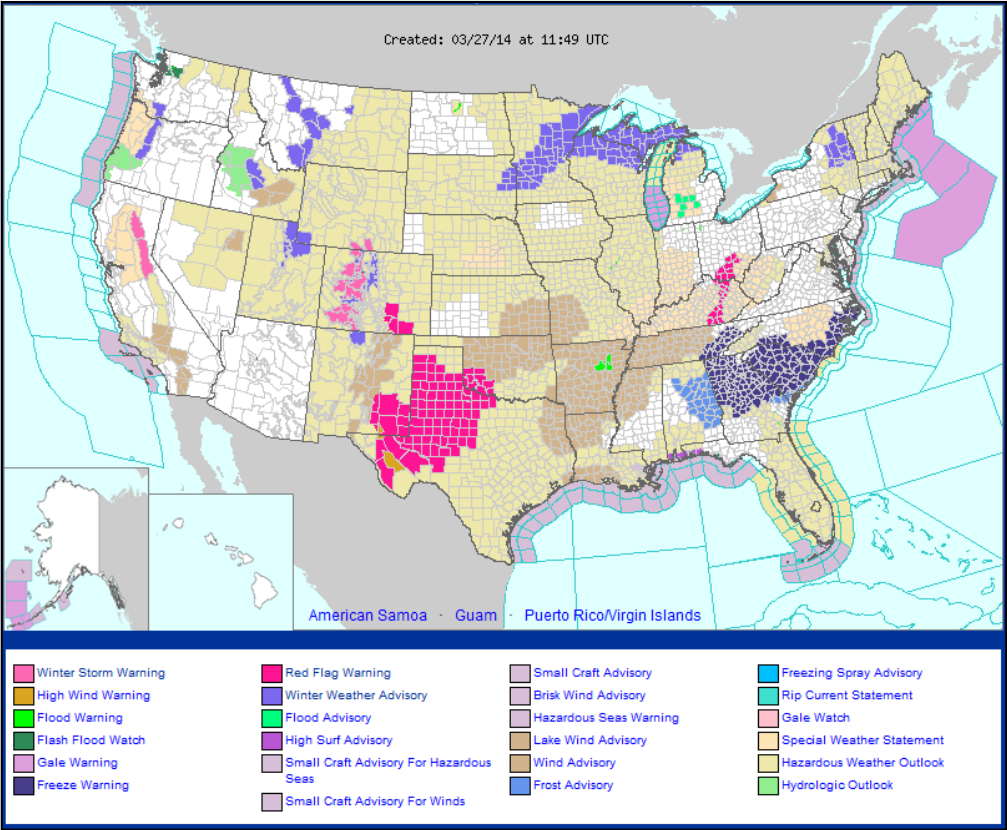 Created: 03/27/14 at 11:49 UTC
American Samoa - Guam - Puerto Rico/Virgin Islands
Winter Storm Warning
High Wind Warning
Flood Warning
Flash Flood Watch
Gale Warning
Freeze Warning
Red Flag Warning
Winter Weather Advisory
Flood Advisory
High Surf Advisory
Small Craft Advisory For Hazardous
Seas
Small Craft Advisory For Winds
Small Craft Advisory
Brisk Wind Advisory
Hazardous Seas Warning
Lake Wind Advisory
Wind Advisory
Frost Advisory
Freezing Spray Advisory
Rip Current Statement
Gale Watch
Special Weather Statement
Hazardous Weather Outlook
Hydrologic Outlook